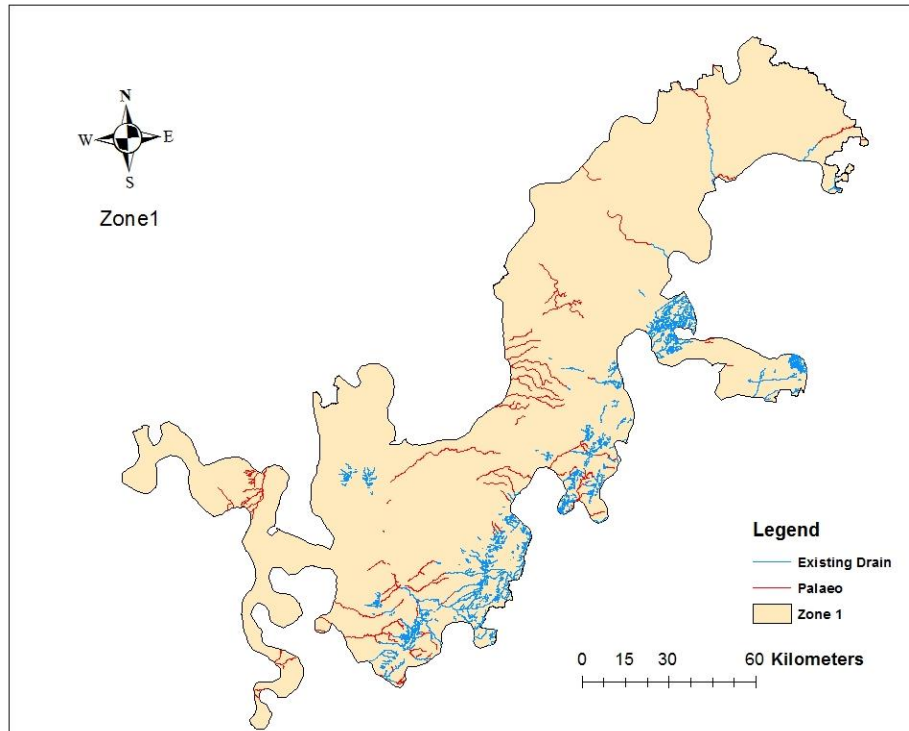 N
W E
S
Zone1
Legend
Existing Drain
Palaeo
Zone 1
0 15 30 60 Kilometers